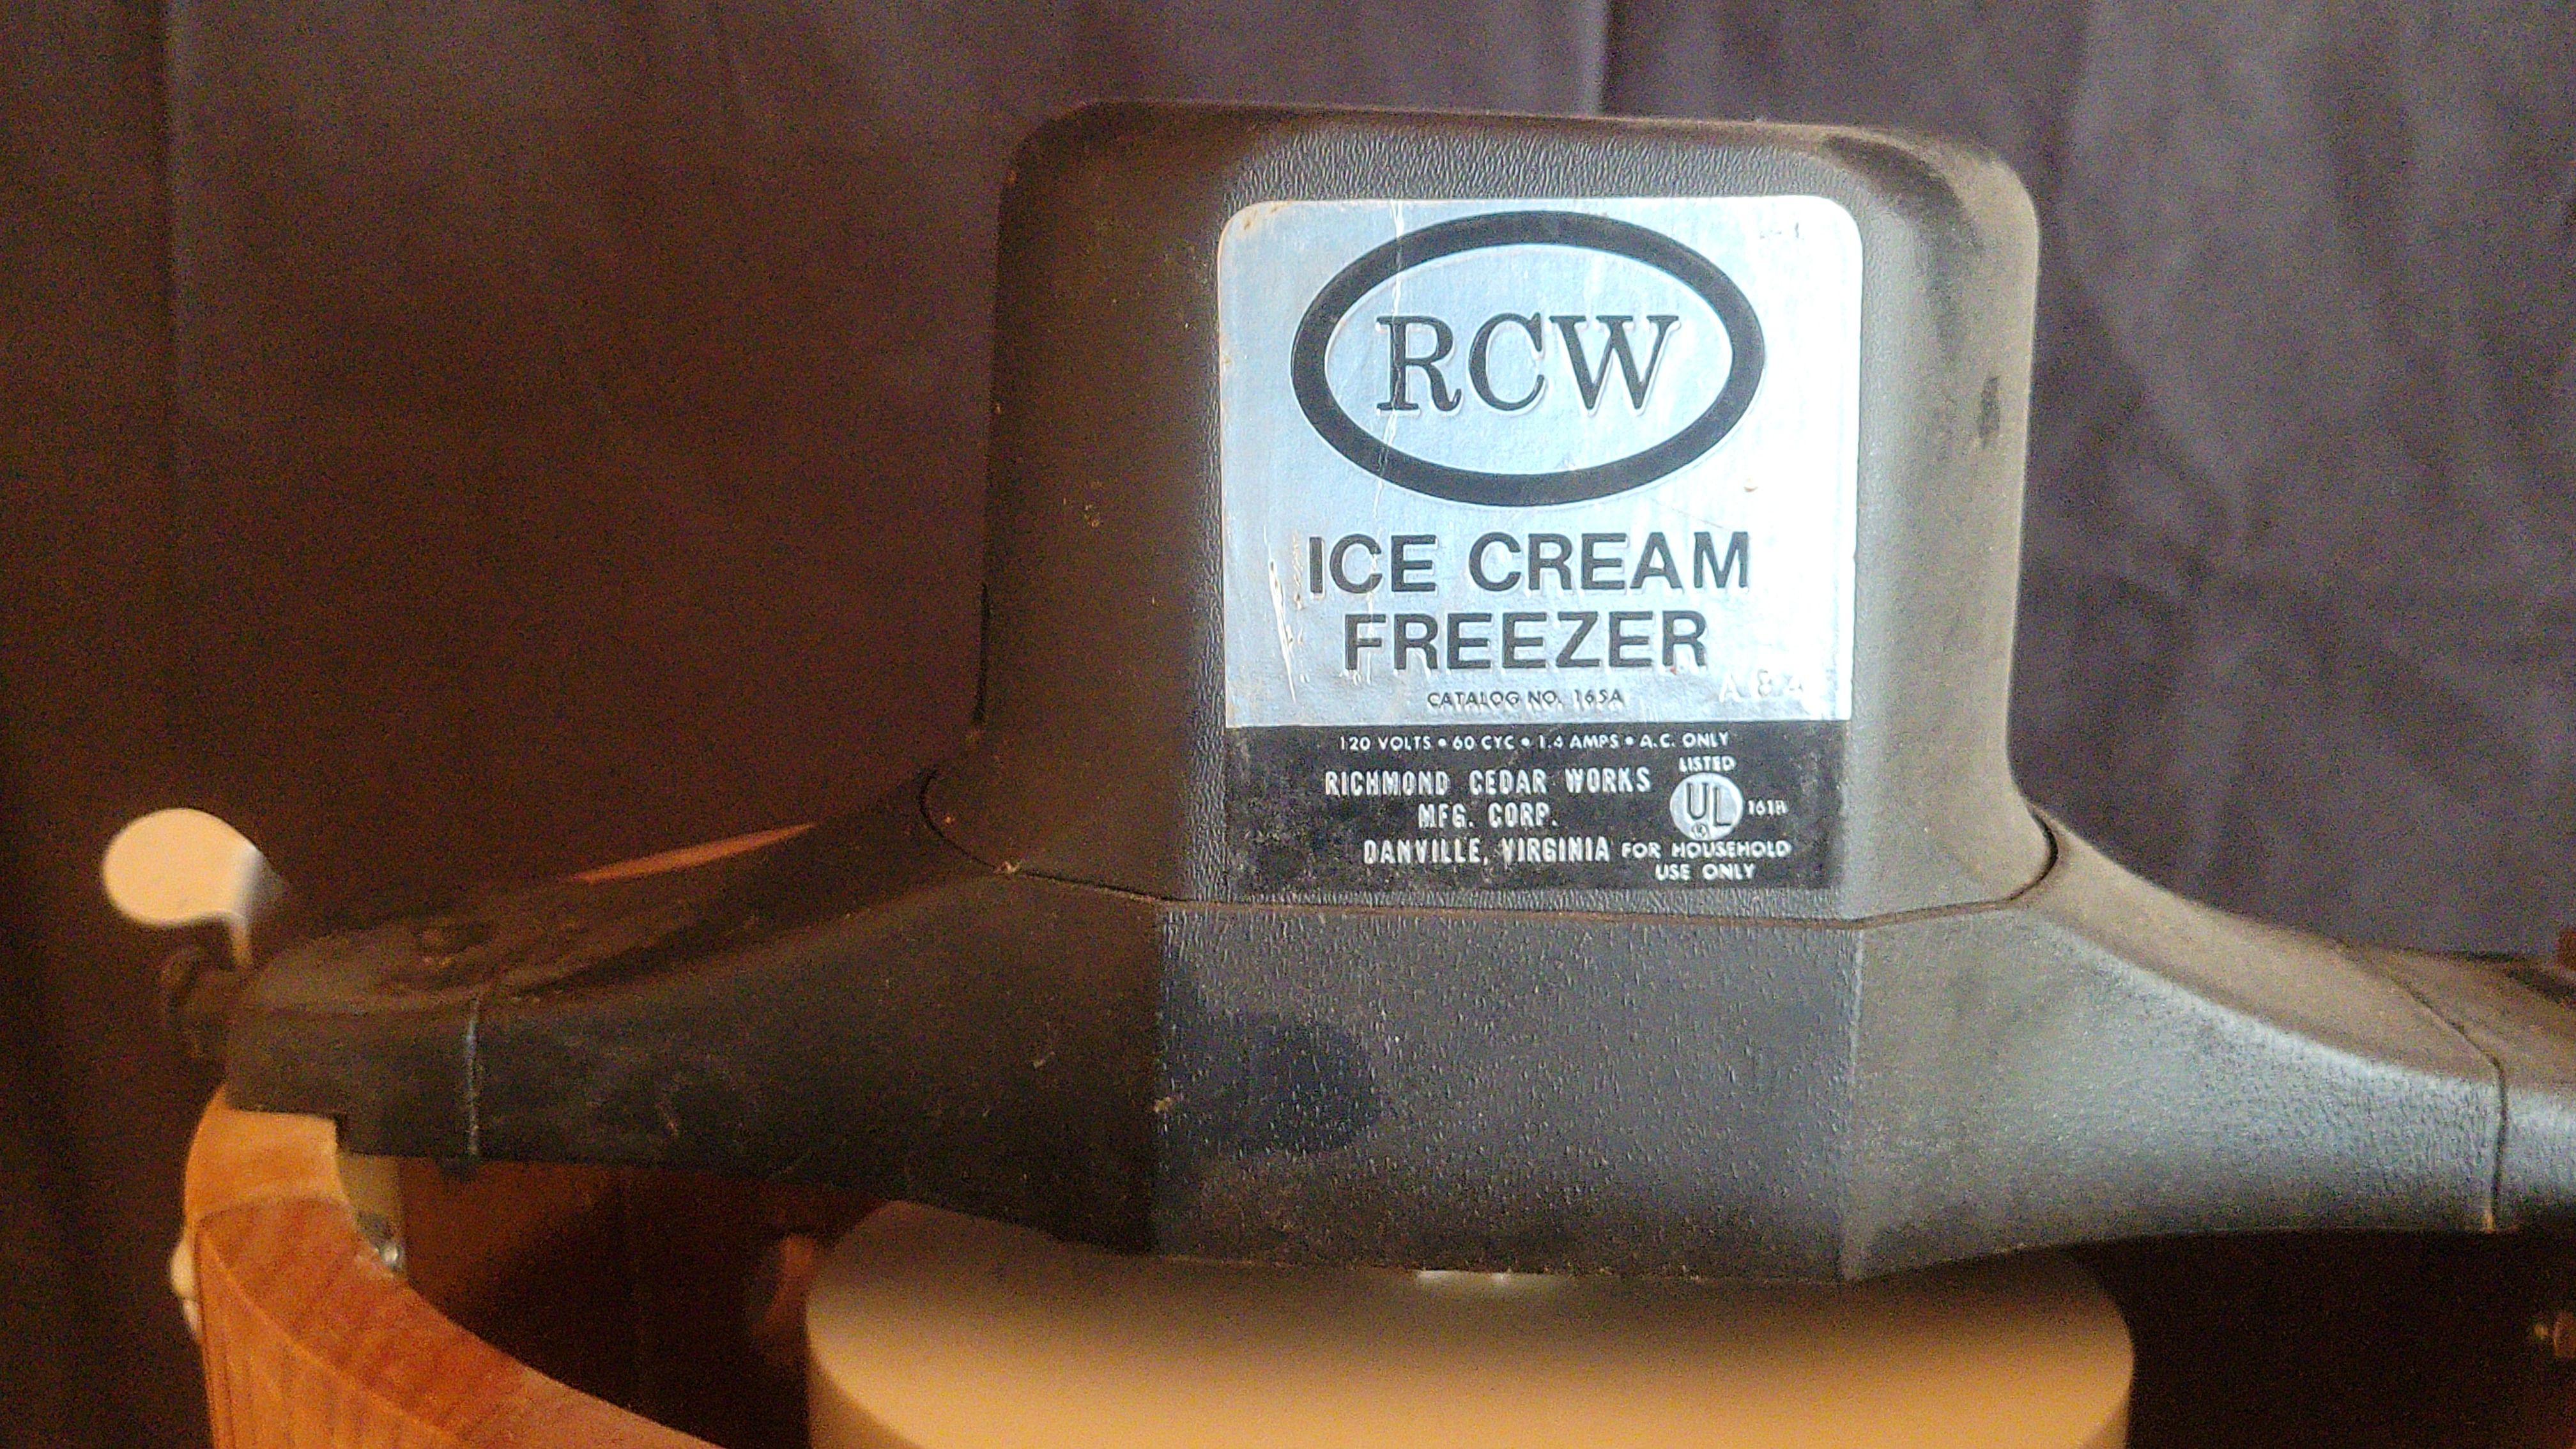 RCW
ICE CREAM
FREEZER
CATALOG NO. 165A
120 VOLTS • 60 CYC • 1.4 AMPS • A.C. ONLY
RICHMOND CEDAR WORKS
MFG. CORP.
DANVILLE, VIRGINIA
LISTED
UL
®
161B
FOR HOUSEHOLD
USE ONLY